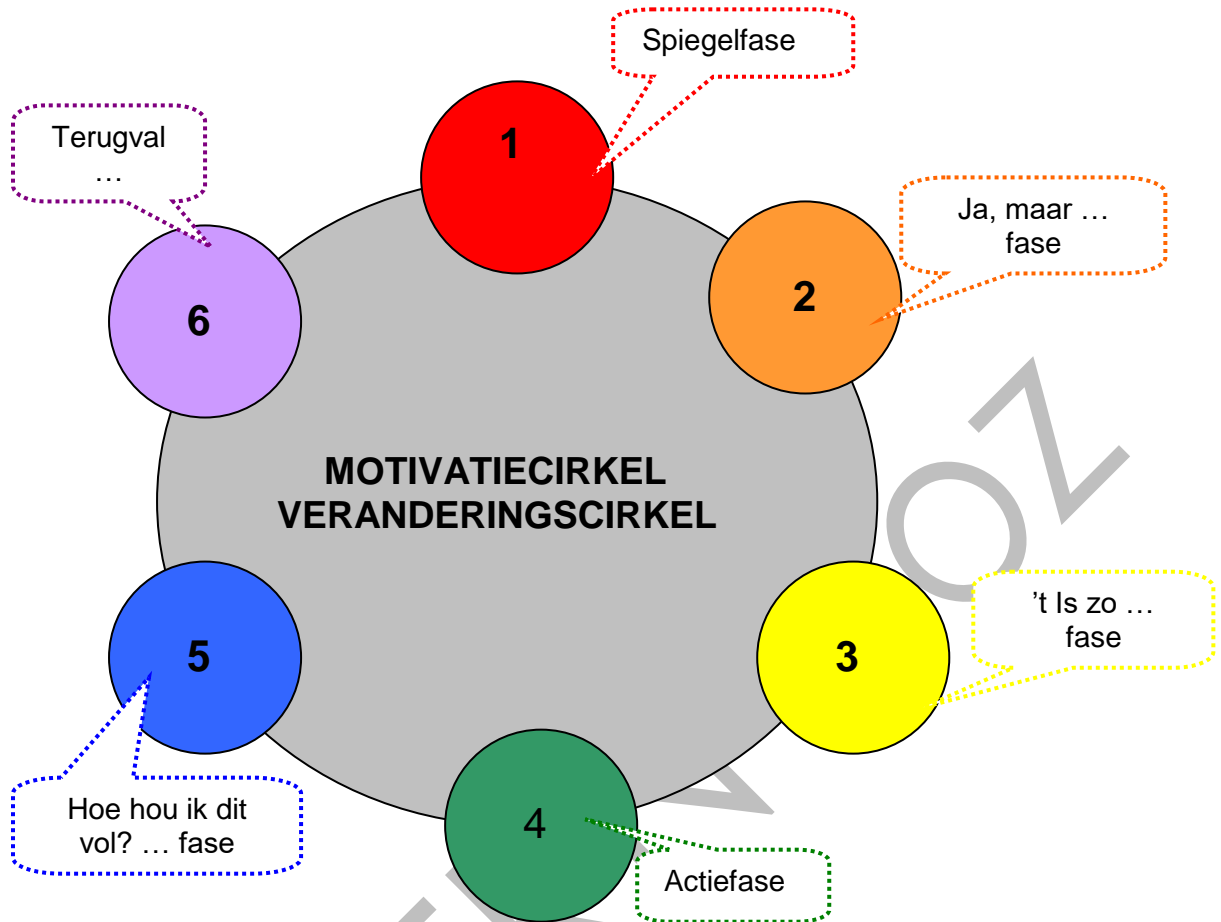 Spiegelfase
1
Terugval
…
Ja, maar …
fase
2
6
MOTIVATIECIRKEL
VERANDERINGSCIRKEL
’t Is zo …
fase
3
5
Hoe hou ik dit
vol? … fase
4
Actiefase